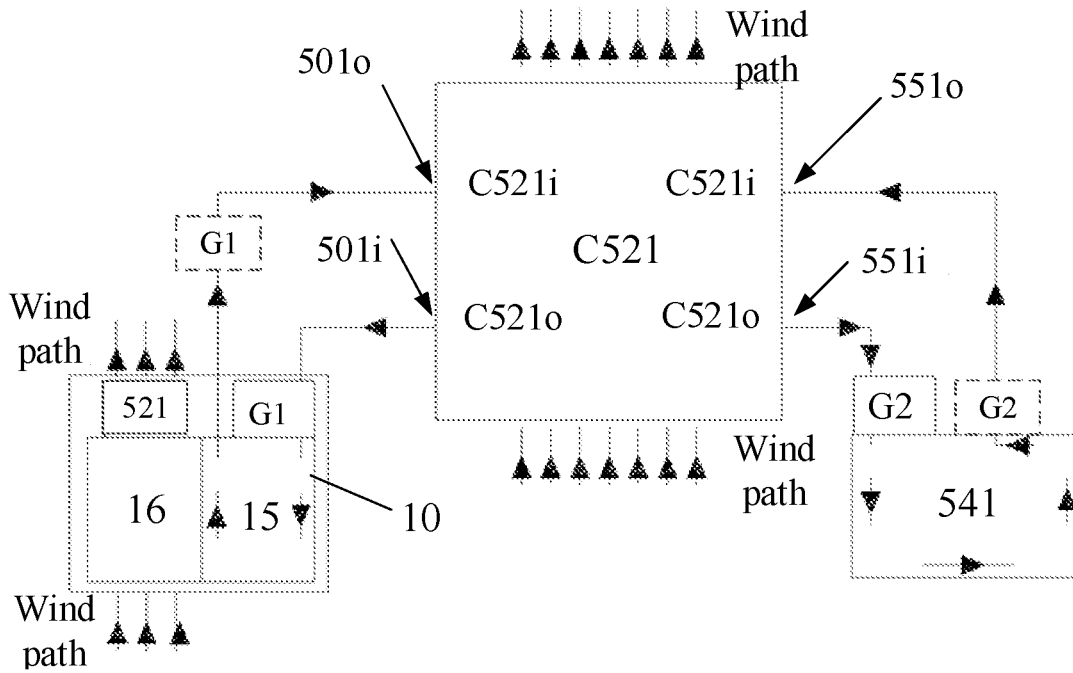 Wind
path
501o
551o
C521i
C521i
G1
501i
C521
551i
Wind
path
C521o
C521o
521
G1
G2
G2
Wind
path
16
15
10
541
Wind
path